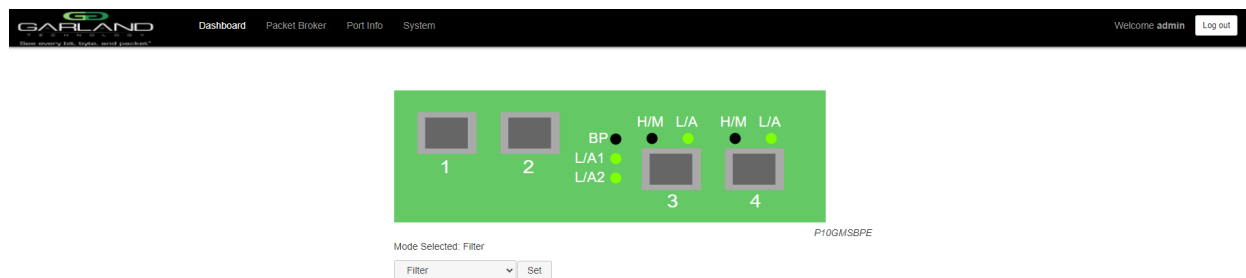 GARLAND
TECHNOLOGY
See every bit, byte, and packet®
Dashboard Packet Broker Port Info System
Welcome admin Log out
H/M L/A H/M L/A
BP
L/A1
L/A2
1 2
3 4
P10GMSBPE
Mode Selected: Filter
Filter Set